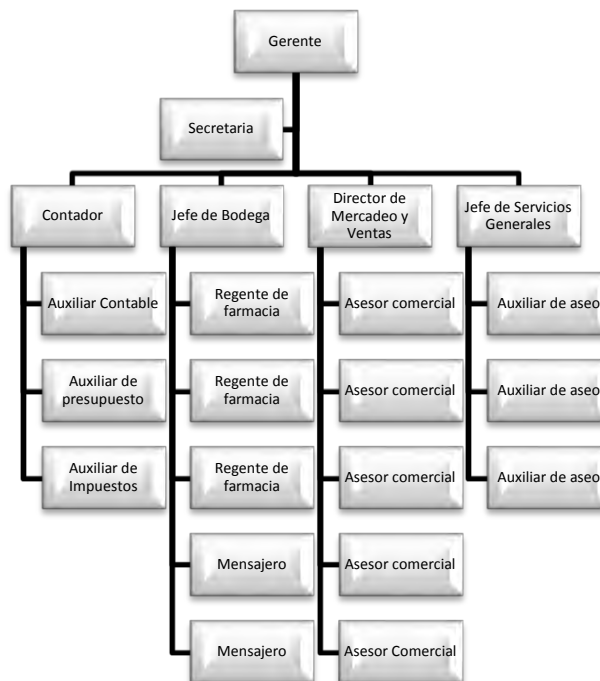 Gerente
Secretaria
Contador
Jefe de Bodega
Director de
Mercadeo y
Ventas
Jefe de Servicios
Generales
Auxiliar Contable
Regente de
farmacia
Asesor comercial
Auxiliar de aseo
Auxiliar de
presupuesto
Regente de
farmacia
Asesor comercial
Auxiliar de aseo
Auxiliar de
Impuestos
Regente de
farmacia
Asesor comercial
Auxiliar de aseo
Mensajero
Asesor comercial
Mensajero
Asesor Comercial